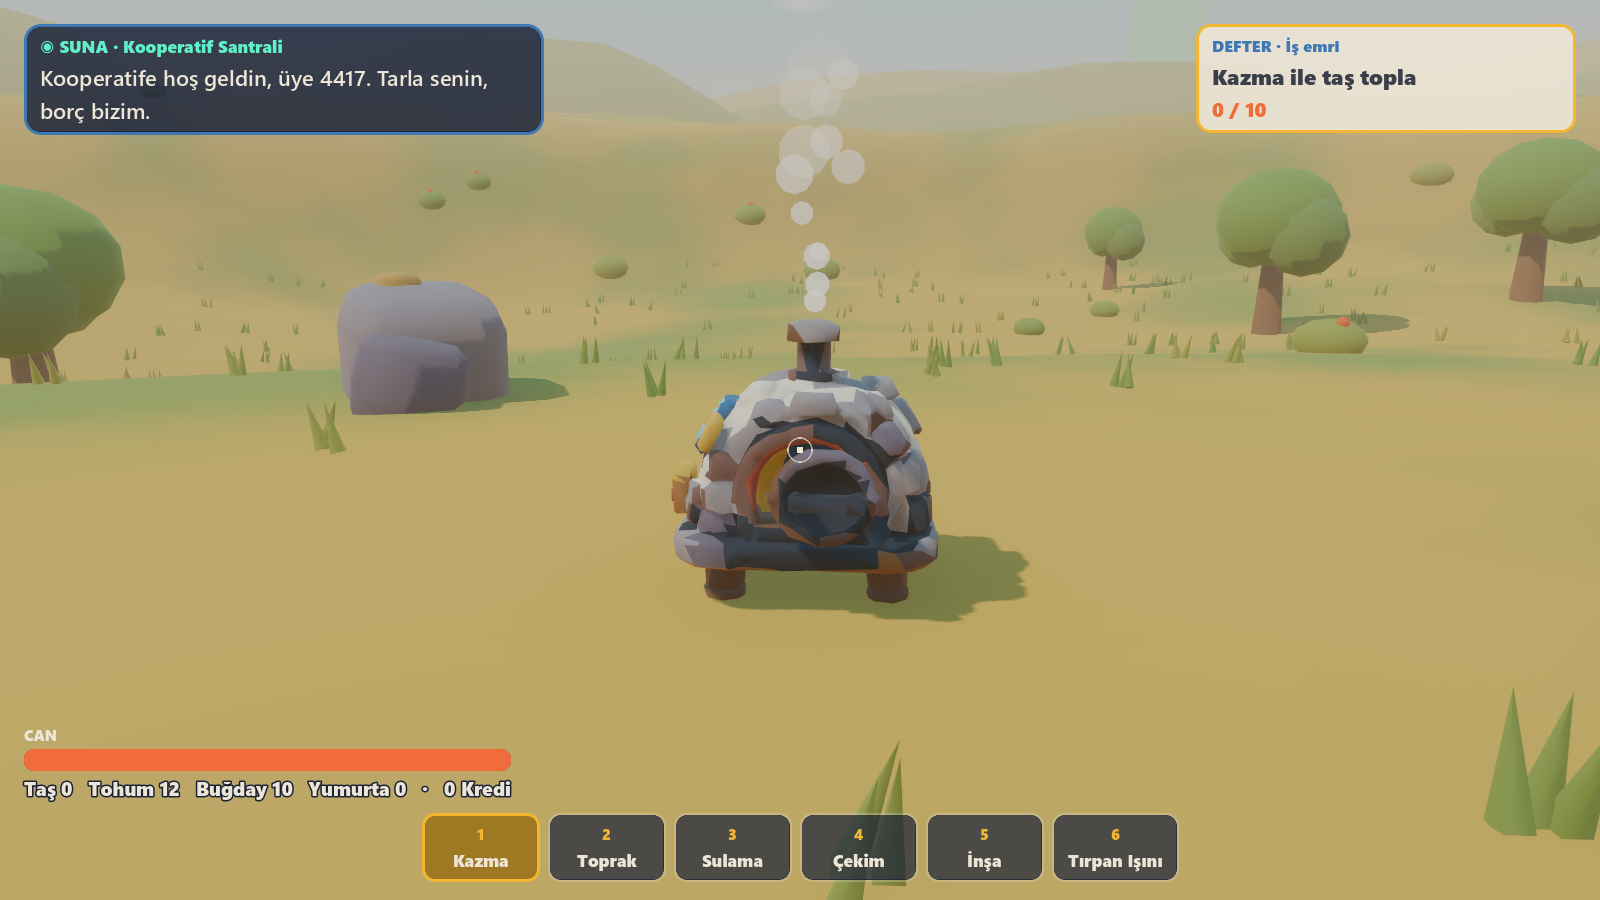 ◉ SUNA · Kooperatif Santrali
Kooperatife hoş geldin, üye 4417. Tarla senin,
borç bizim.
DEFTER · İş emri
Kazma ile taş topla
0 / 10
CAN
Taş 0 Tohum 12 Buğday 10 Yumurta 0 · 0 Kredi
1
Kazma
2
Toprak
3
Sulama
4
Çekim
5
İnşa
6
Tırpan Işını